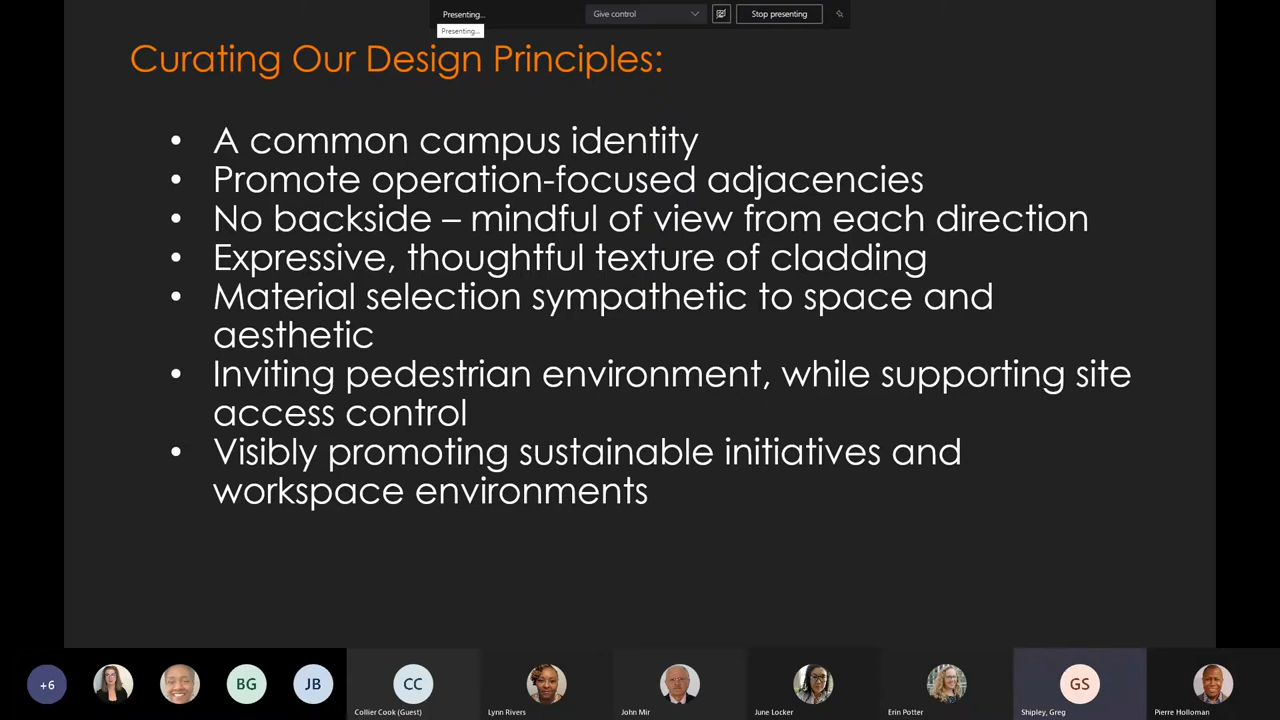 Presenting...
Give control
Stop presenting
Presenting...
Curating Our Design Principles:
• A common campus identity
• Promote operation-focused adjacencies
• No backside – mindful of view from each direction
• Expressive, thoughtful texture of cladding
• Material selection sympathetic to space and
aesthetic
• Inviting pedestrian environment, while supporting site
access control
• Visibly promoting sustainable initiatives and
workspace environments
+6
BG
JB
CC
GS
Collier Cook (Guest)
Lynn Rivers
John Mir
June Locker
Erin Potter
Shipley, Greg
Pierre Holloman